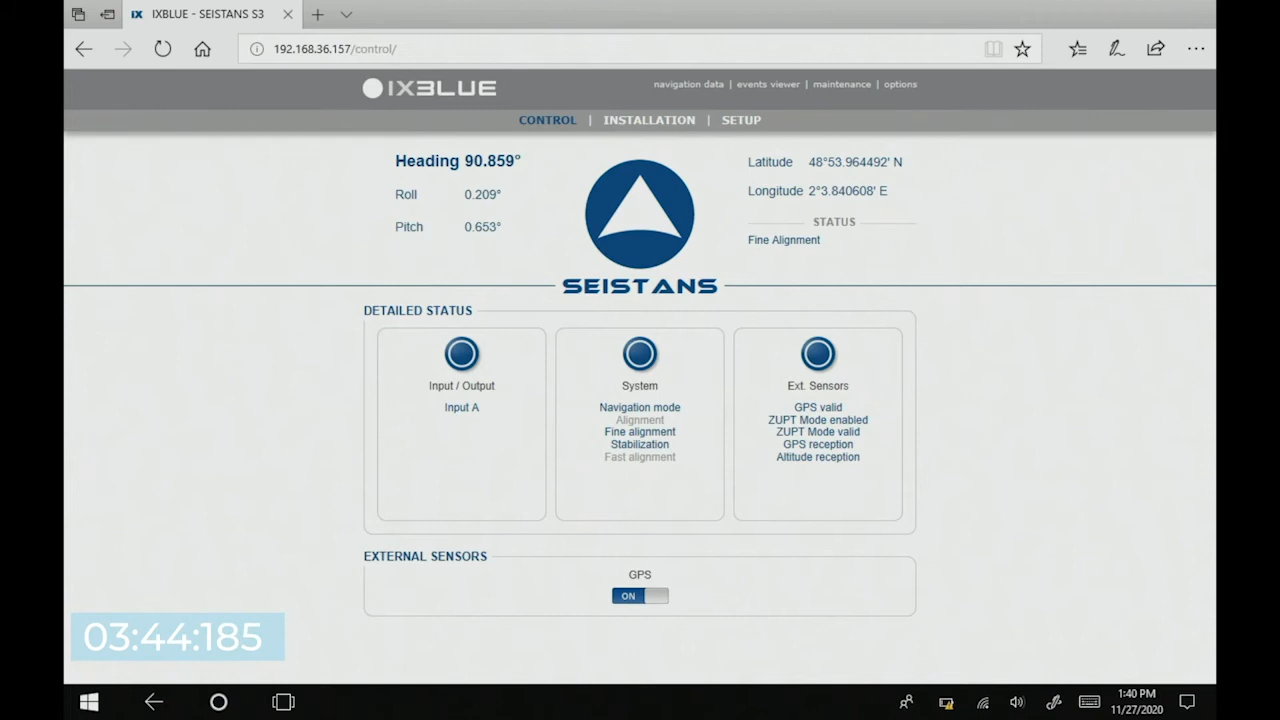 IXBLUE - SEISTANS S3
192.168.36.157/control/
IXBLUE
navigation data | events viewer | maintenance | options
CONTROL | INSTALLATION | SETUP
Heading 90.859°
Roll 0.209°
Pitch 0.653°
Latitude 48°53.964492' N
Longitude 2°3.840608' E
STATUS
Fine Alignment
SEISTANS
DETAILED STATUS
Input / Output
Input A
System
Navigation mode
Alignment
Fine alignment
Stabilization
Fast alignment
Ext. Sensors
GPS valid
ZUPT Mode enabled
ZUPT Mode valid
GPS reception
Altitude reception
EXTERNAL SENSORS
GPS
ON
03:44:185
1:40 PM
11/27/2020